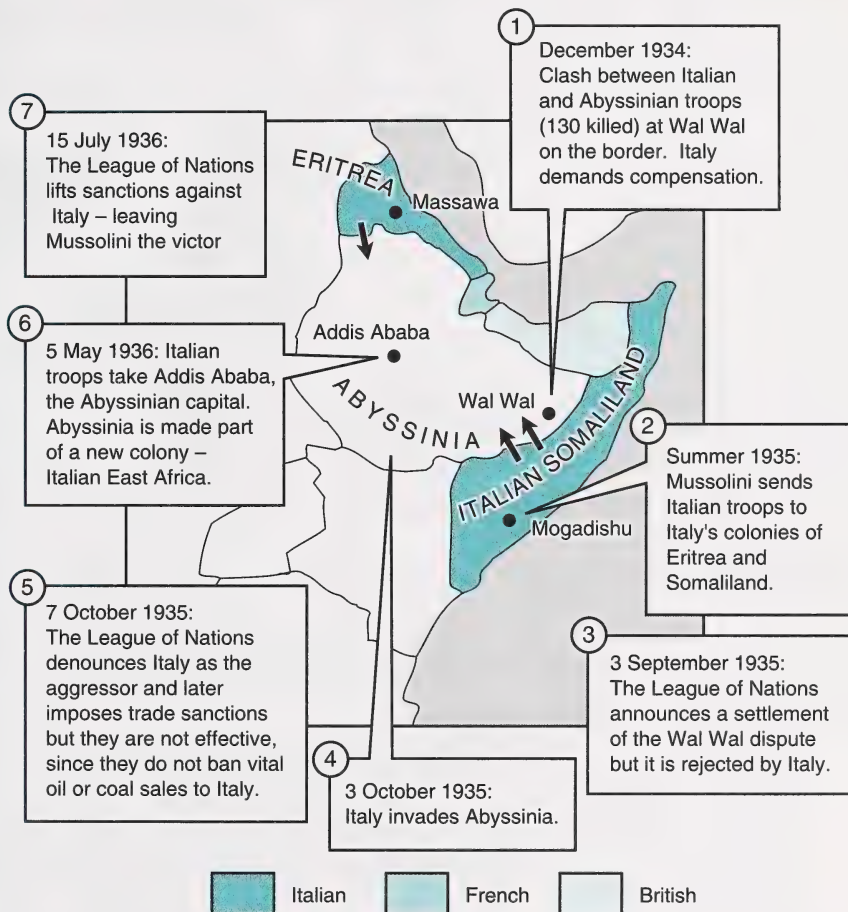 1
December 1934:
Clash between Italian
and Abyssinian troops
(130 killed) at Wal Wal
on the border. Italy
demands compensation.
7
15 July 1936:
The League of Nations
lifts sanctions against
Italy – leaving
Mussolini the victor
ERITREA
Massawa
6
5 May 1936: Italian
troops take Addis Ababa,
the Abyssinian capital.
Abyssinia is made part
of a new colony –
Italian East Africa.
Addis Ababa
ABYSSINIA
Wal Wal
ITALIAN SOMALILAND
Mogadishu
2
Summer 1935:
Mussolini sends
Italian troops to
Italy's colonies of
Eritrea and
Somaliland.
5
7 October 1935:
The League of Nations
denounces Italy as the
aggressor and later
imposes trade sanctions
but they are not effective,
since they do not ban vital
oil or coal sales to Italy.
3
3 September 1935:
The League of Nations
announces a settlement
of the Wal Wal dispute
but it is rejected by Italy.
4
3 October 1935:
Italy invades Abyssinia.
Italian
French
British